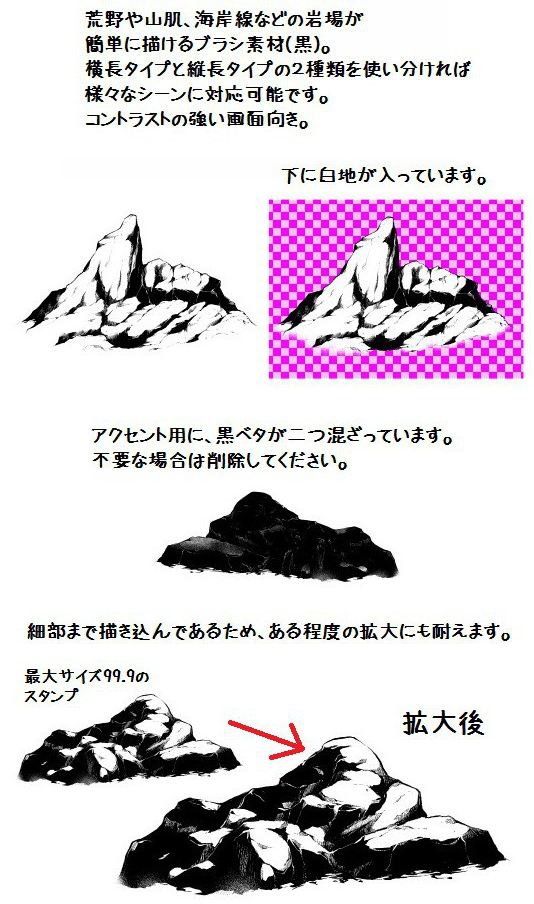 荒野や山肌、海岸線などの岩場が
簡単に描けるブラシ素材(黒)。
横長タイプと縦長タイプの2種類を使い分ければ
様々なシーンに対応可能です。
コントラストの強い画面向き。
下に白地が入っています。
アクセント用に、黒ベタが二つ混ざっています。
不要な場合は削除してください。
細部まで描き込んであるため、ある程度の拡大にも耐えます。
最大サイズ99.9の
スタンプ
拡大後